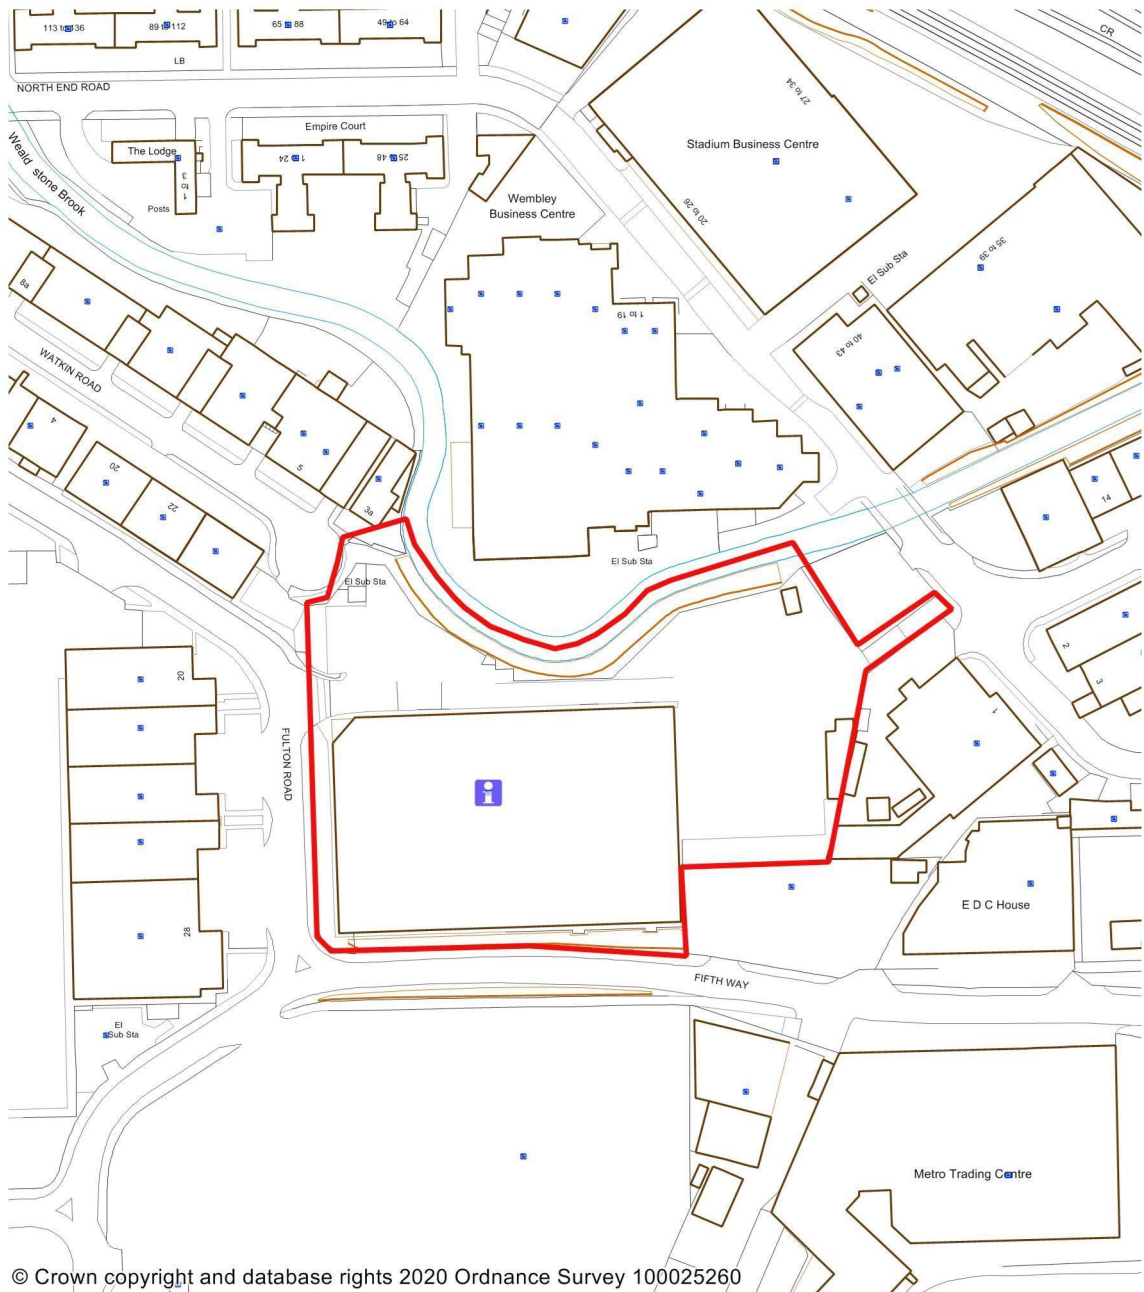 113 to 136
89 to 112
65 to 88
49 to 64
CR
LB
NORTH END ROAD
27 to 34
Empire Court
Weald stone Brook
The Lodge
1 to 24
25 to 48
Stadium Business Centre
1 to 3
Posts
Wembley
Business Centre
20 to 26
35 to 39
El Sub Sta
8a
1 to 19
40 to 43
WATKIN ROAD
4
5
20
3a
14
22
El Sub Sta
El Sub Sta
2
20
3
1
FULTON ROAD
i
28
E D C House
FIFTH WAY
El
Sub Sta
Metro Trading Centre
© Crown copyright and database rights 2020 Ordnance Survey 100025260